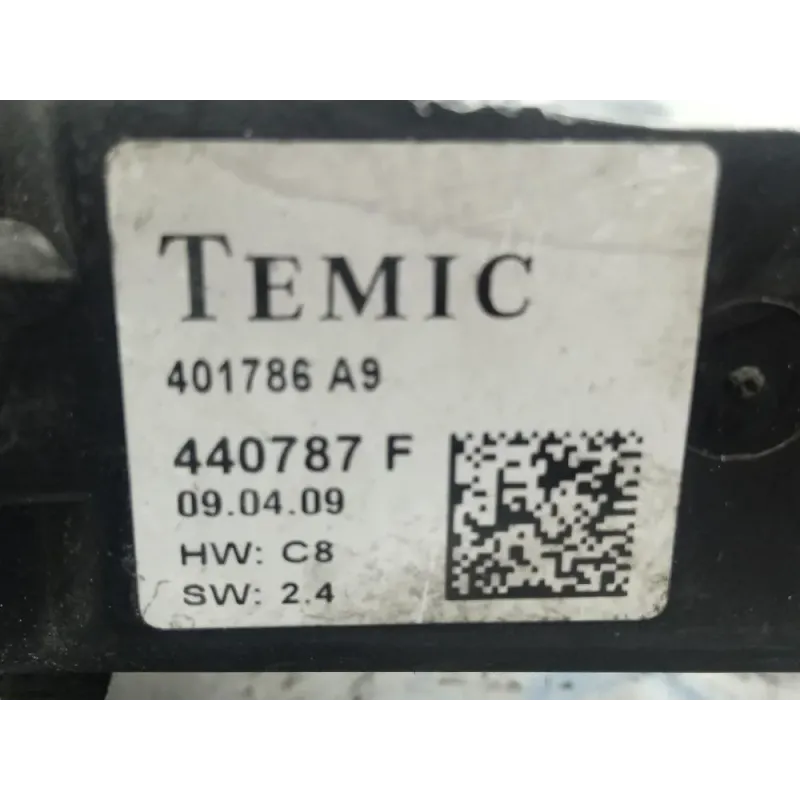 TEMIC
401786 A9
440787 F
09.04.09
HW: C8
SW: 2.4